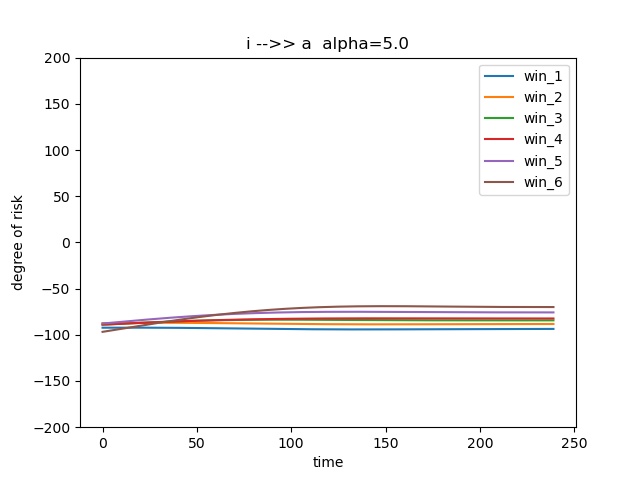 i -->> a  alpha=5.0
degree of risk
200
150
100
50
0
−50
−100
−150
−200
win_1
win_2
win_3
win_4
win_5
win_6
0 50 100 150 200 250
time